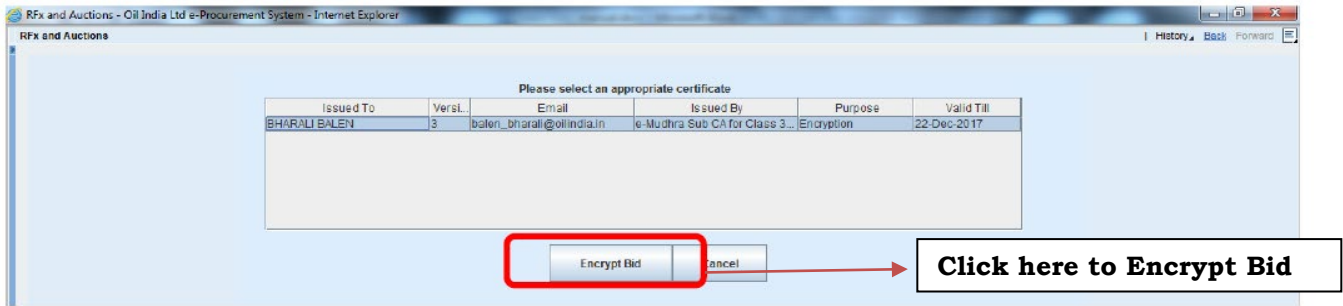 RFx and Auctions - Oil India Ltd e-Procurement System - Internet Explorer
RFx and Auctions | History Back Forward
Please select an appropriate certificate
Issued To Versi... Email Issued By Purpose Valid Till
BHARALI BALEN 3 balen_bharali@oilindia.in e-Mudhra Sub CA for Class 3... Encryption 22-Dec-2017
Encrypt Bid Cancel
Click here to Encrypt Bid